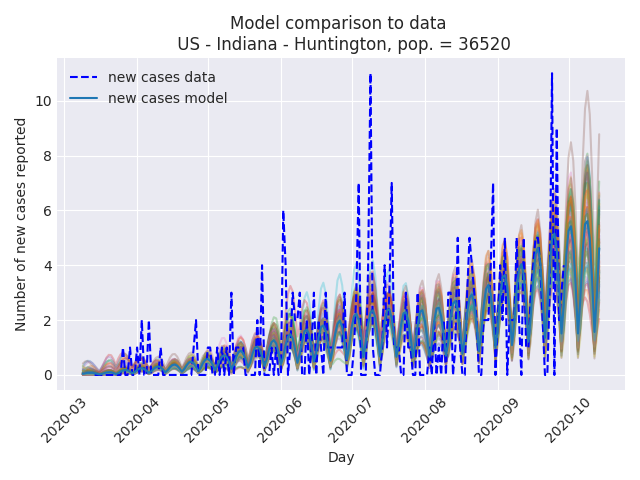 Model comparison to data
US - Indiana - Huntington, pop. = 36520
new cases data
new cases model
Number of new cases reported
10
8
6
4
2
0
2020-03
2020-04
2020-05
2020-06
2020-07
2020-08
2020-09
2020-10
Day